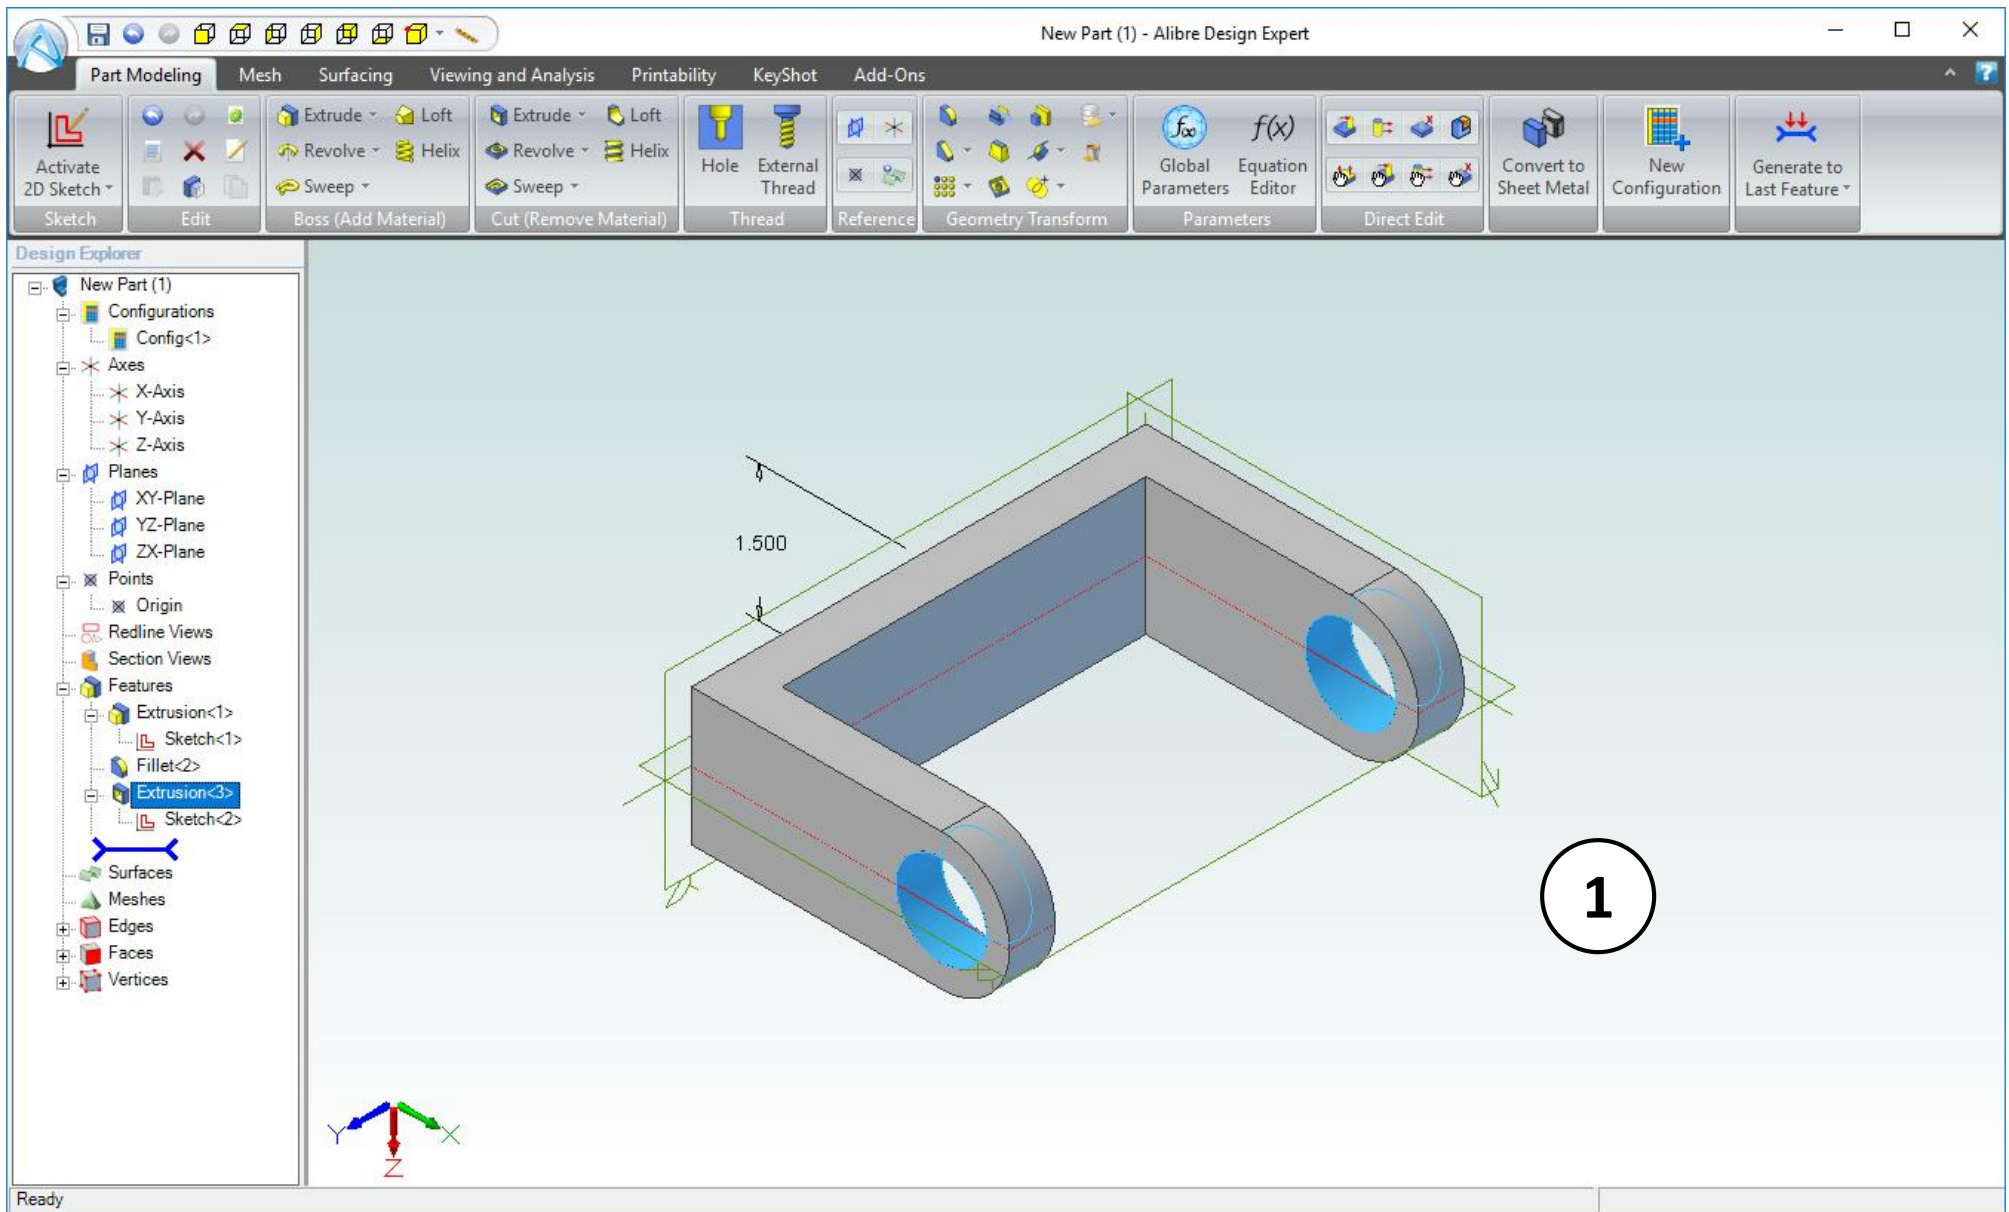 New Part (1) - Alibre Design Expert
Part Modeling Mesh Surfacing Viewing and Analysis Printability KeyShot Add-Ons
Activate 2D Sketch
Sketch
Edit
Extrude Loft
Revolve Helix
Sweep
Boss (Add Material)
Extrude Loft
Revolve Helix
Sweep
Cut (Remove Material)
Hole External Thread
Thread
Reference
Geometry Transform
f∞ f(x)
Global Parameters Equation Editor
Parameters
Direct Edit
Convert to Sheet Metal
New Configuration
Generate to Last Feature
Design Explorer
New Part (1)
Configurations
Config<1>
Axes
X-Axis
Y-Axis
Z-Axis
Planes
XY-Plane
YZ-Plane
ZX-Plane
Points
Origin
Redline Views
Section Views
Features
Extrusion<1>
Sketch<1>
Fillet<2>
Extrusion<3>
Sketch<2>
Surfaces
Meshes
Edges
Faces
Vertices
1.500
1
Y X
Z
Ready